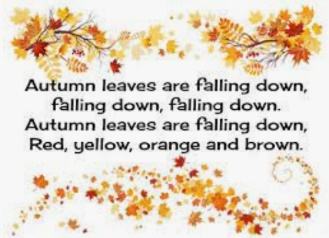 Autumn leaves are falling down,
falling down, falling down.
Autumn leaves are falling down,
Red, yellow, orange and brown.